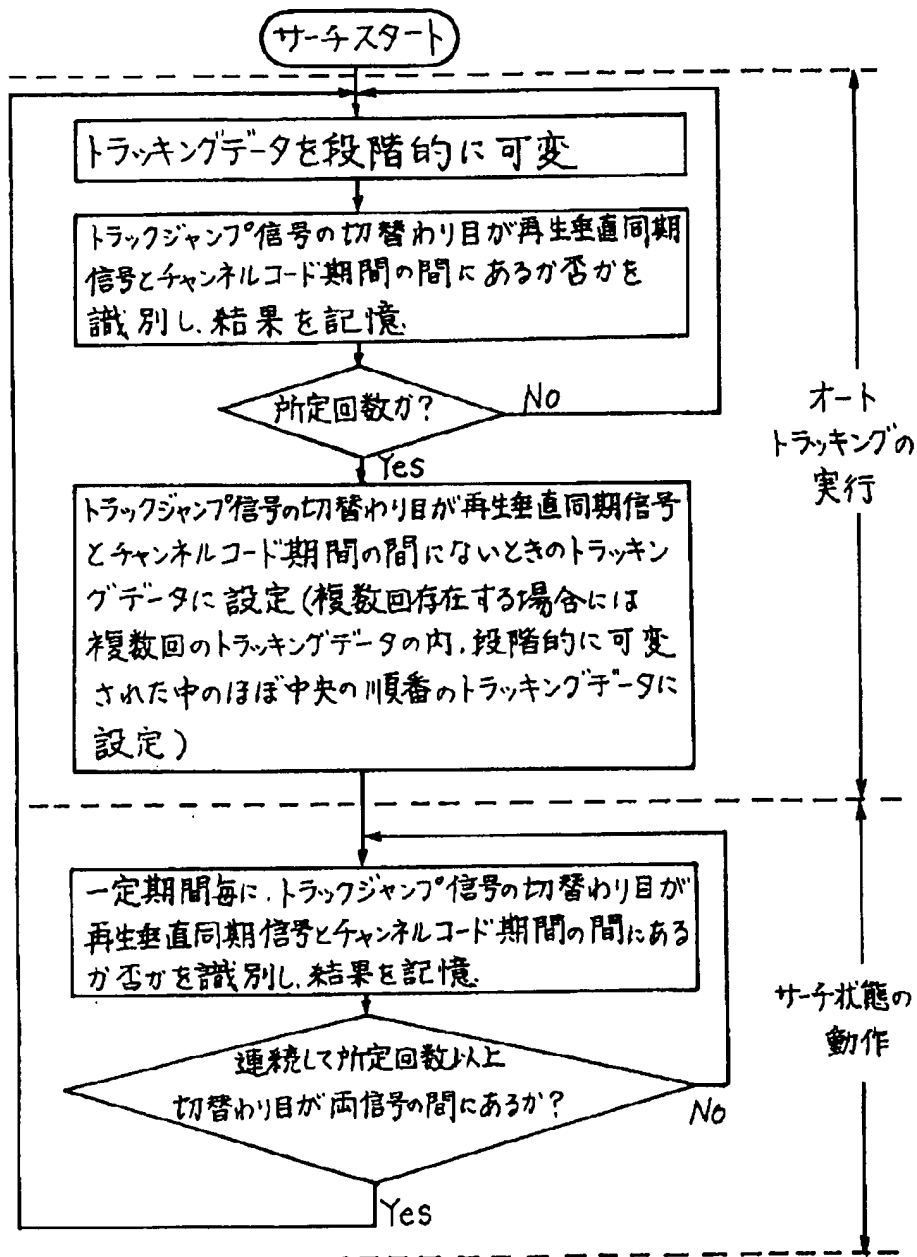 サーチスタート
トラッキングデータを段階的に可変
トラックジャンプ信号の切替わり目が再生垂直同期
信号とチャンネルコード期間の間にあるか否かを
識別し、結果を記憶
所定回数か?
No
Yes
トラックジャンプ信号の切替わり目が再生垂直同期信号
とチャンネルコード期間の間にないときのトラッキン
グデータに設定(複数回存在する場合には
複数回のトラッキングデータの内、段階的に可変
された中のほぼ中央の順番のトラッキングデータに
設定)
オート
トラッキングの
実行
一定期間毎に、トラックジャンプ信号の切替わり目が
再生垂直同期信号とチャンネルコード期間の間にある
か否かを識別し、結果を記憶
連続して所定回数以上
切替わり目が両信号の間にあるか?
No
Yes
サーチ状態の
動作